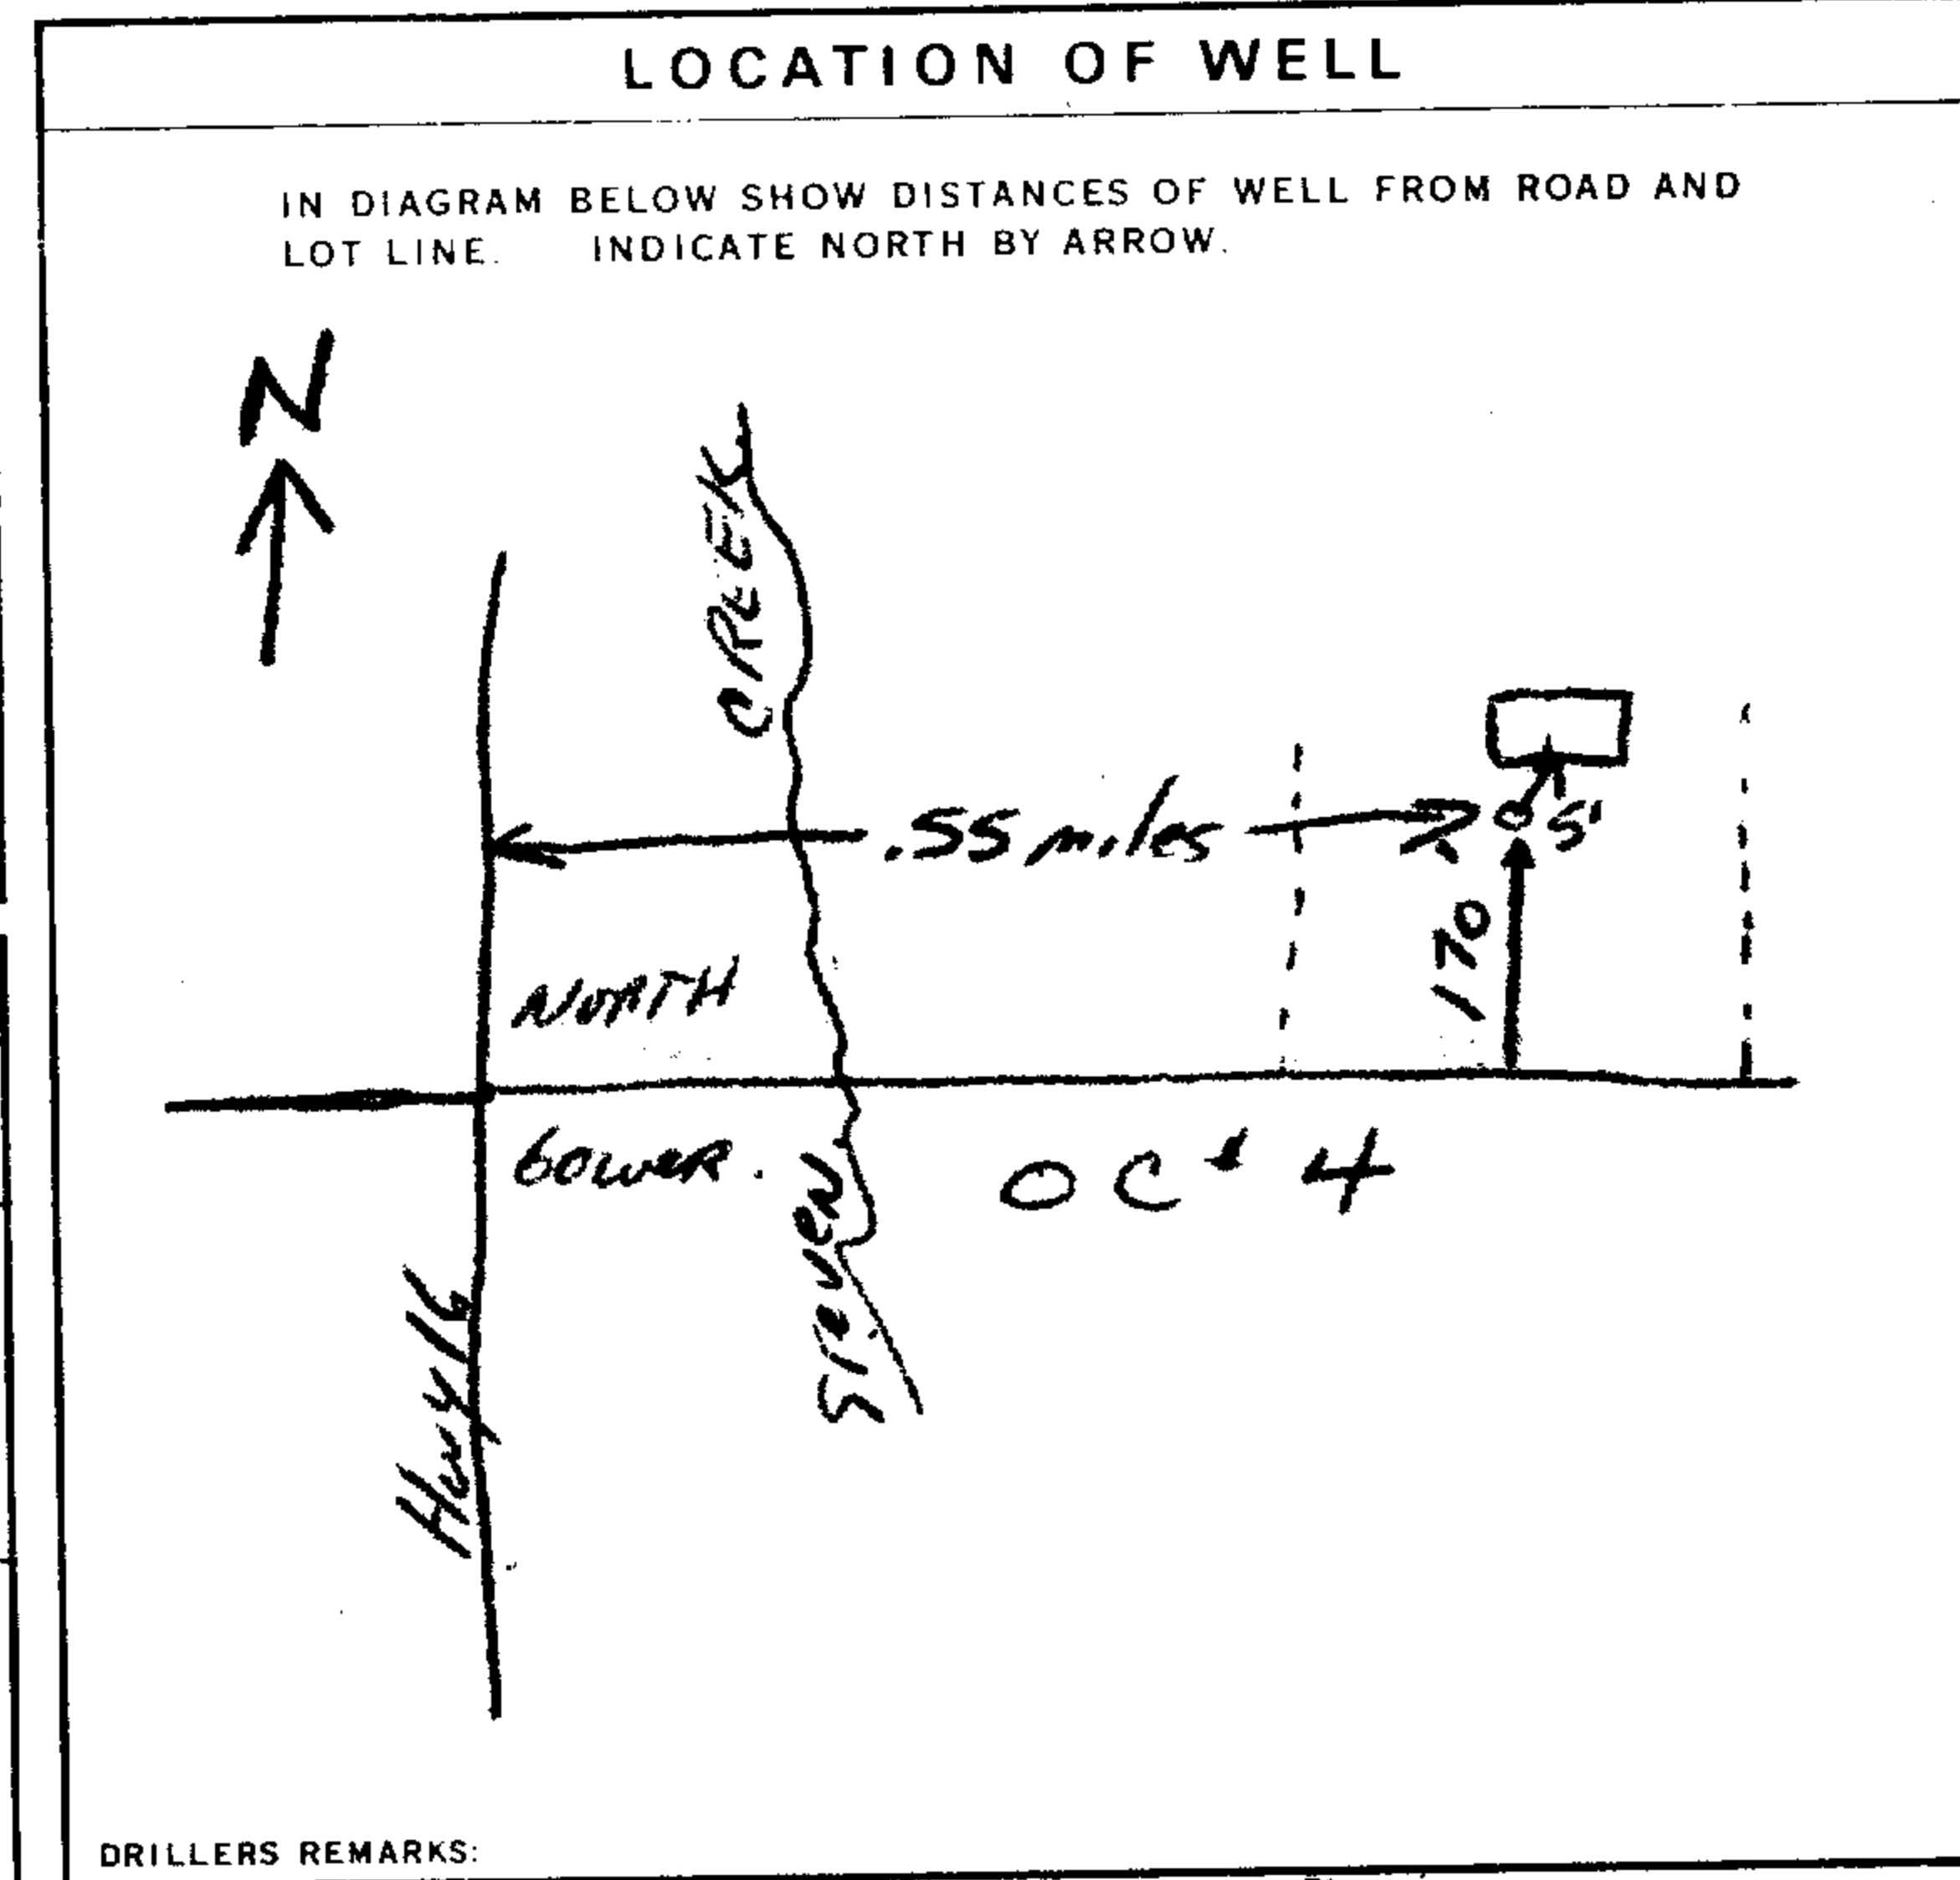 LOCATION OF WELL
IN DIAGRAM BELOW SHOW DISTANCES OF WELL FROM ROAD AND
LOT LINE. INDICATE NORTH BY ARROW.
N
CREEK
.55 miles
5'
170
NORTH
bower.
OC 4
Hwy 16
DRILLERS REMARKS: